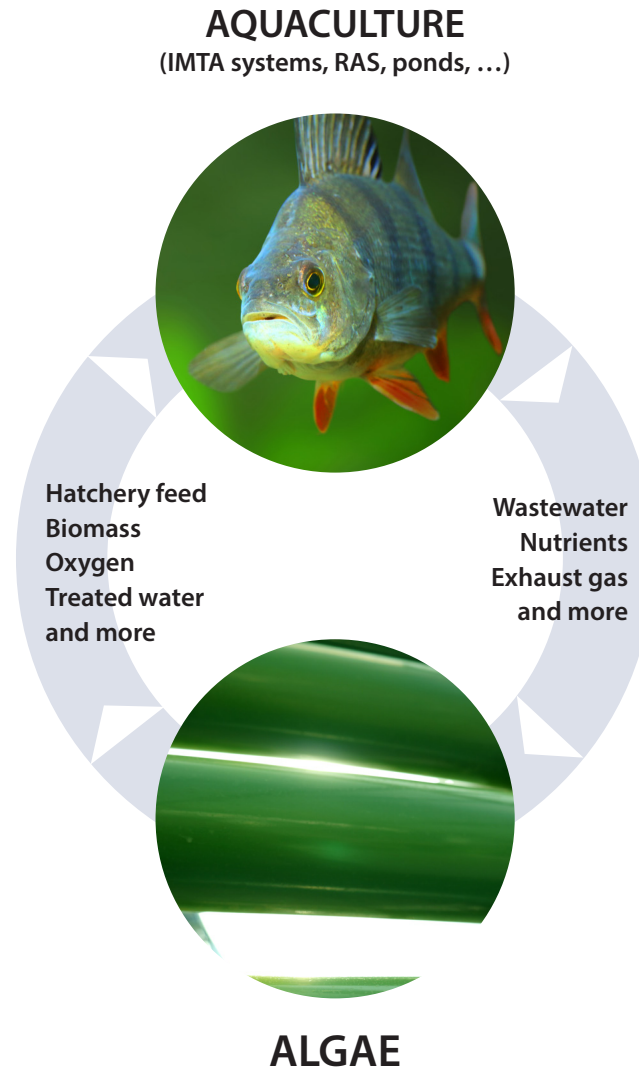 AQUACULTURE
(IMTA systems, RAS, ponds, …)
Hatchery feed
Biomass
Oxygen
Treated water
and more
Wastewater
Nutrients
Exhaust gas
and more
ALGAE